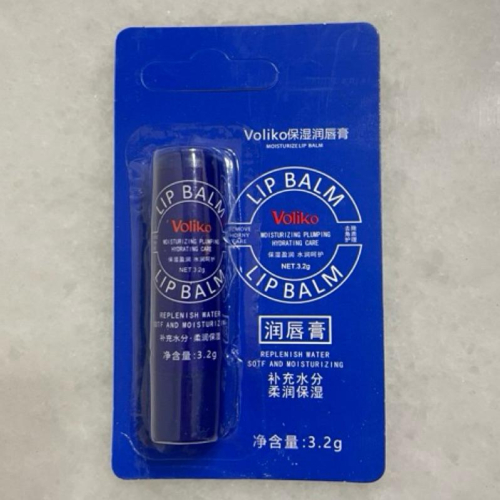 Voliko保湿润唇膏
MOISTURIZE LIP BALM
LIP BALM
Voliko
MOISTURIZING PLUMPING
HYDRATING CARE
保湿盈润 水润呵护
NET 3.2g
LIP BALM
REPLENISH WATER
SOTF AND MOISTURIZING
补充水分·柔润保湿
净含量:3.2g
LIP BALM
REMOVE
HORNY
CARE
Voliko
MOISTURIZING PLUMPING
HYDRATING CARE
保湿盈润 水润呵护
NET.3.2g
LIP BALM
润唇膏
REPLENISH WATER
SOTF AND MOISTURIZING
补充水分
柔润保湿
净含量:3.2g